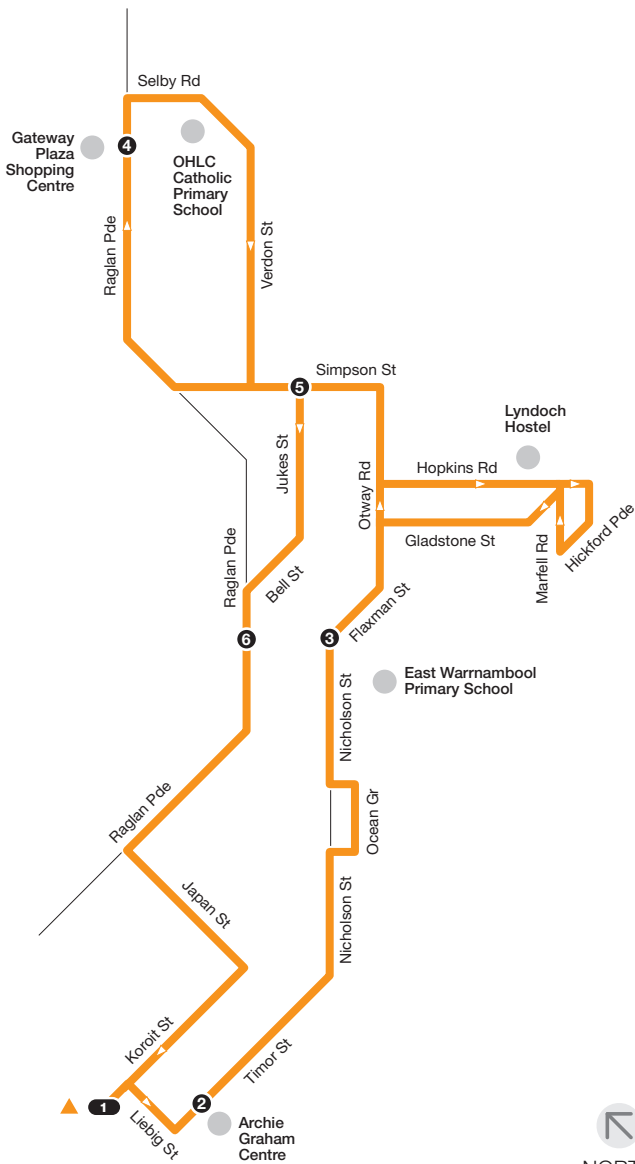 Selby Rd
Gateway
Plaza
Shopping
Centre
4
OHLC
Catholic
Primary
School
Raglan Pde
Verdon St
Simpson St
5
Lyndoch
Hostel
Jukes St
Otway Rd
Hopkins Rd
Gladstone St
Marfell Rd
Hickford Pde
Raglan Pde
Bell St
Flaxman St
6
3
East Warrnambool
Primary School
Nicholson St
Raglan Pde
Ocean Gr
Japan St
Nicholson St
Koroit St
Timor St
1
2
Liebig St
Archie
Graham
Centre